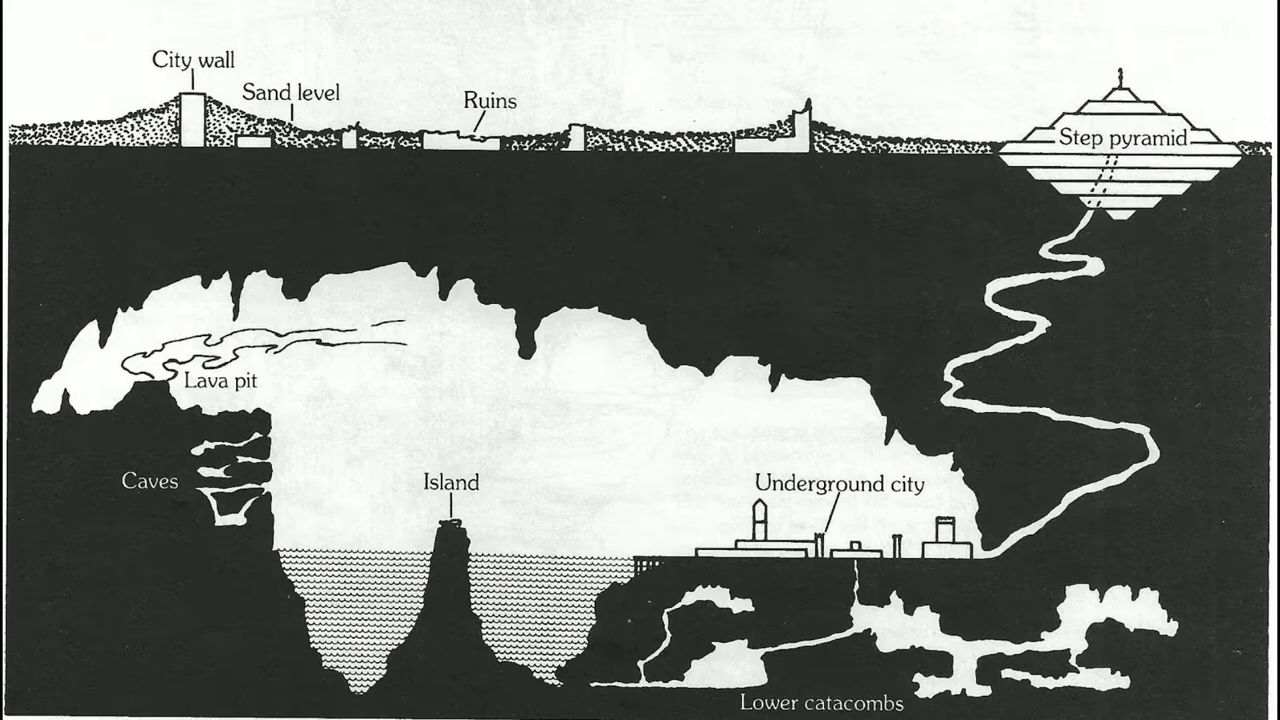 City wall
Sand level
Ruins
Step pyramid
Lava pit
Caves
Island
Underground city
Lower catacombs